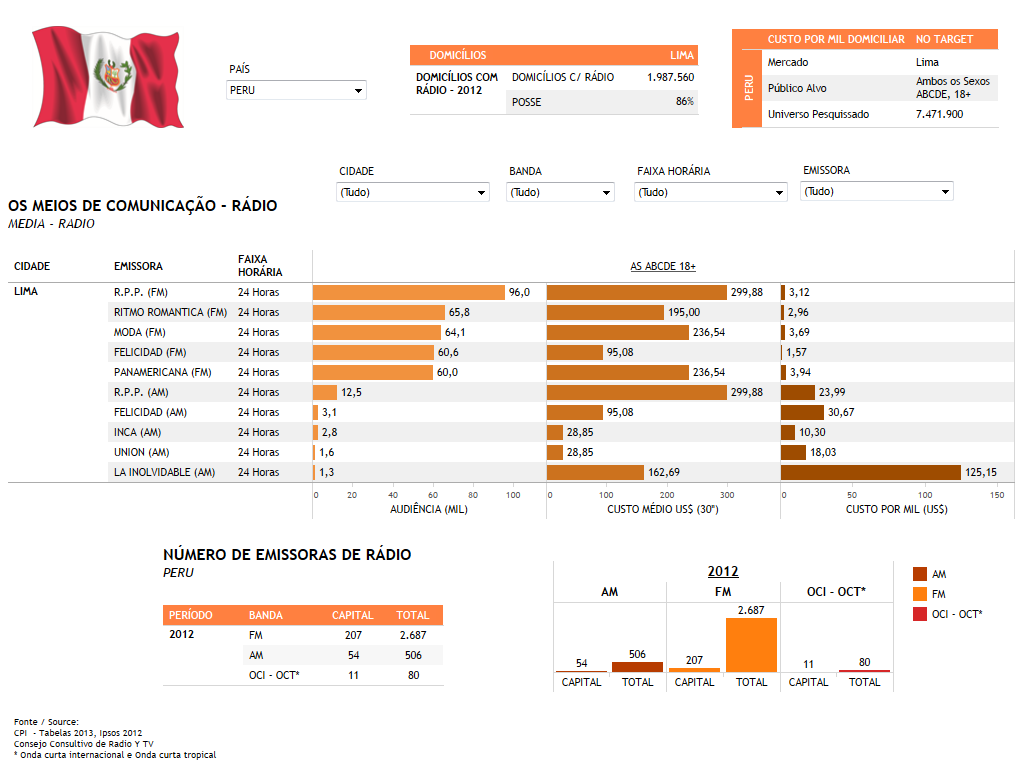 PAÍS
PERU
DOMICÍLIOS LIMA
DOMICÍLIOS COM RÁDIO - 2012
DOMICÍLIOS C/ RÁDIO 1.987.560
POSSE 86%
CUSTO POR MIL DOMICILIAR NO TARGET
PERU
Mercado Lima
Público Alvo Ambos os Sexos ABCDE, 18+
Universo Pesquissado 7.471.900
CIDADE BANDA FAIXA HORÁRIA EMISSORA
(Tudo) (Tudo) (Tudo) (Tudo)
OS MEIOS DE COMUNICAÇÃO - RÁDIO
MEDIA - RADIO
CIDADE EMISSORA FAIXA HORÁRIA AS ABCDE 18+
LIMA R.P.P. (FM) 24 Horas 96,0 299,88 3,12
RITMO ROMANTICA (FM) 24 Horas 65,8 195,00 2,96
MODA (FM) 24 Horas 64,1 236,54 3,69
FELICIDAD (FM) 24 Horas 60,6 95,08 1,57
PANAMERICANA (FM) 24 Horas 60,0 236,54 3,94
R.P.P. (AM) 24 Horas 12,5 299,88 23,99
FELICIDAD (AM) 24 Horas 3,1 95,08 30,67
INCA (AM) 24 Horas 2,8 28,85 10,30
UNION (AM) 24 Horas 1,6 28,85 18,03
LA INOLVIDABLE (AM) 24 Horas 1,3 162,69 125,15
0 20 40 60 80 100 0 100 200 300 0 50 100 150
AUDIÊNCIA (MIL) CUSTO MÉDIO US$ (30") CUSTO POR MIL (US$)
NÚMERO DE EMISSORAS DE RÁDIO
PERU
PERÍODO BANDA CAPITAL TOTAL
2012 FM 207 2.687
AM 54 506
OCI - OCT* 11 80
2012
AM FM OCI - OCT*
54 506 207 2.687 11 80
CAPITAL TOTAL CAPITAL TOTAL CAPITAL TOTAL
AM
FM
OCI - OCT*
Fonte / Source:
CPI - Tabelas 2013, Ipsos 2012
Consejo Consultivo de Radio Y TV
* Onda curta internacional e Onda curta tropical